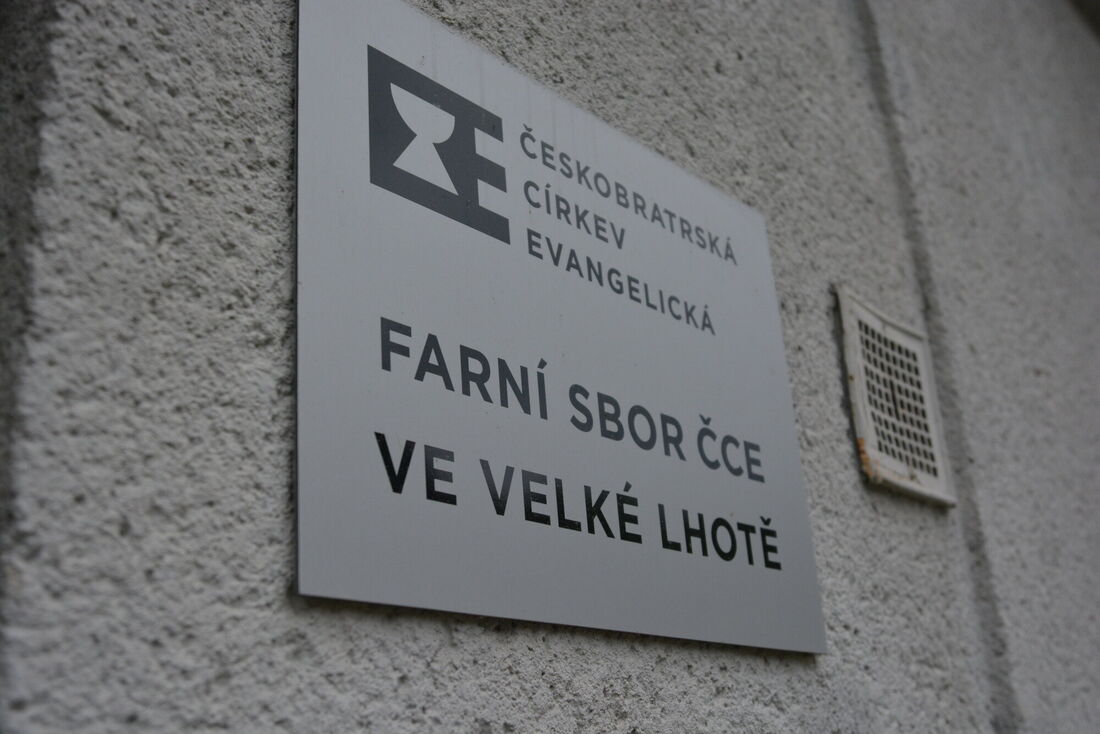 ČESKOBRATRSKÁ
CÍRKEV
EVANGELICKÁ
FARNÍ SBOR ČCE
VE VELKÉ LHOTĚ